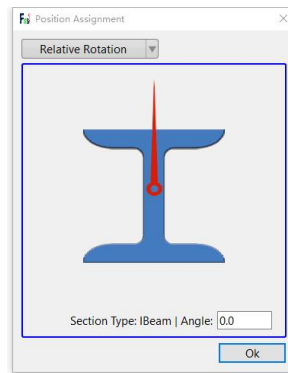 Position Assignment
Relative Rotation
Section Type: IBeam | Angle: 0.0
Ok